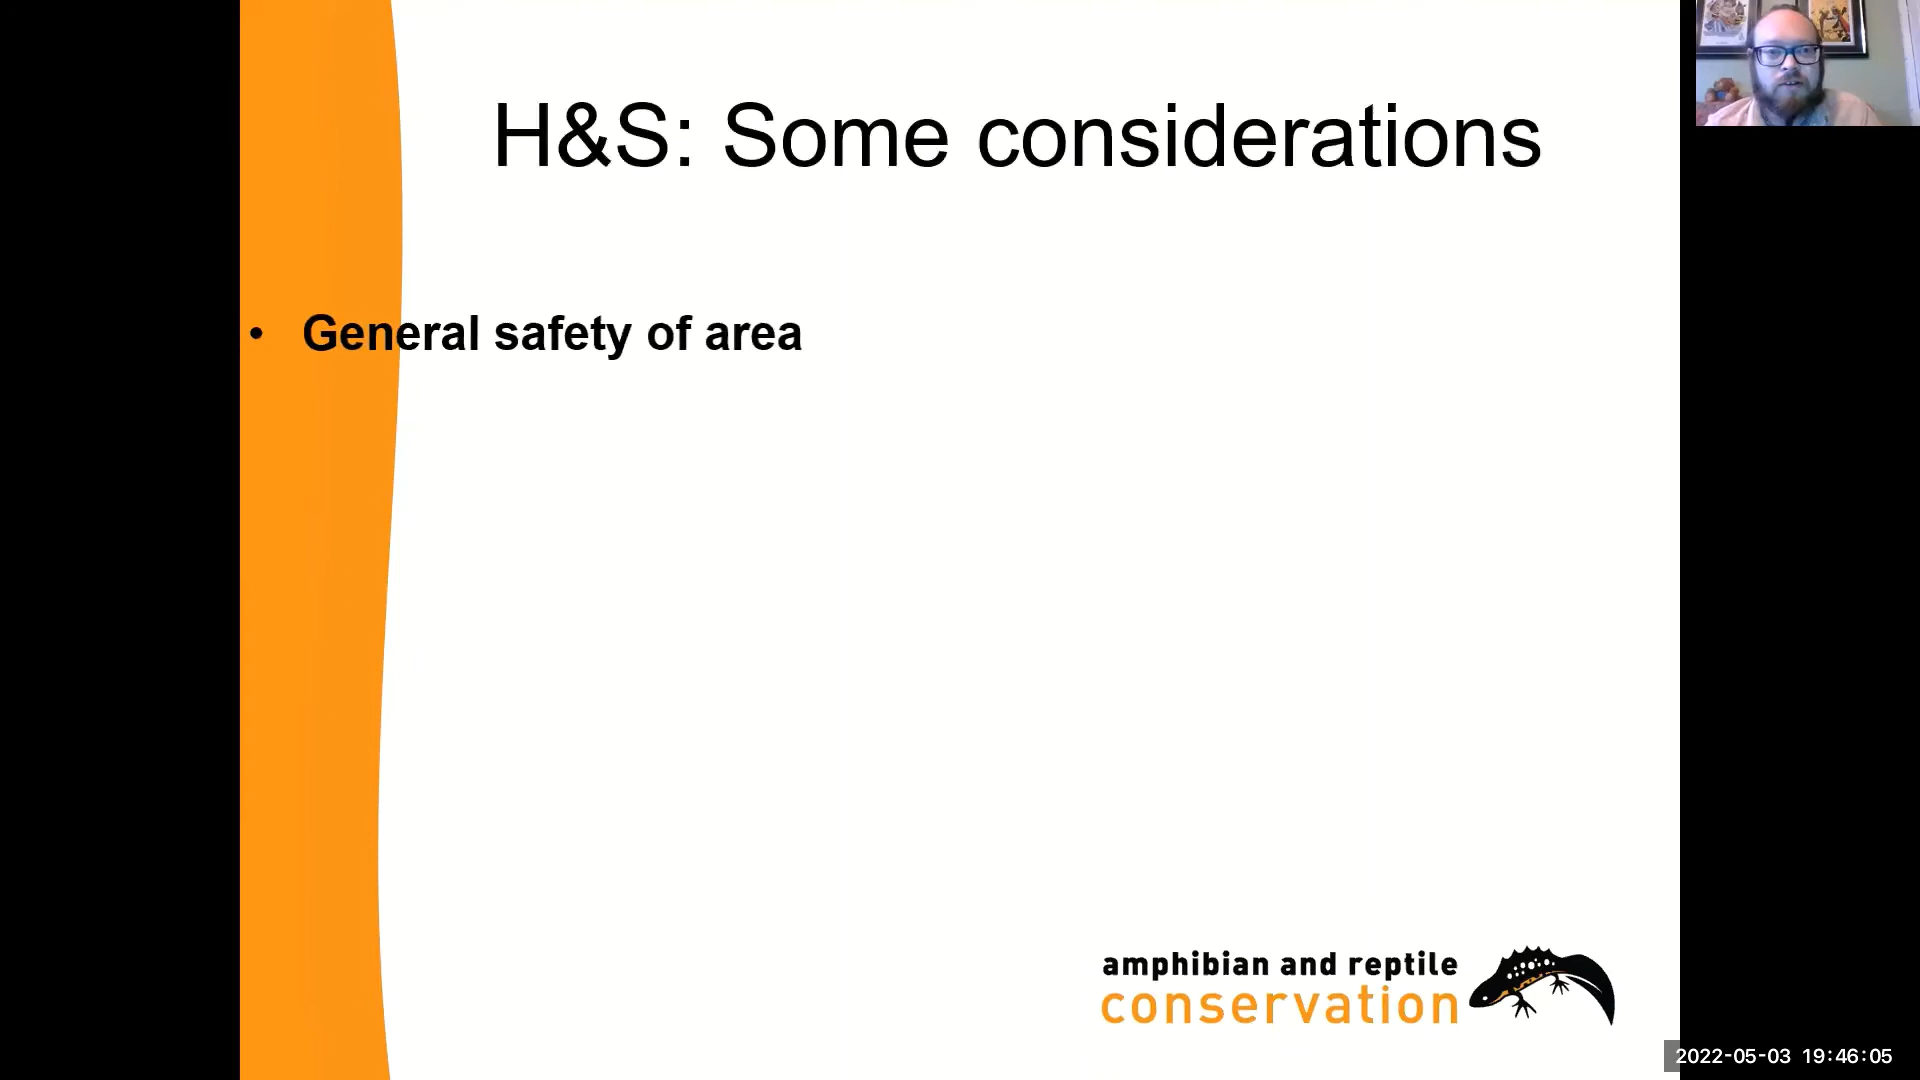 H&S: Some considerations
• General safety of area
amphibian and reptile
conservation
2022-05-03 19:46:05